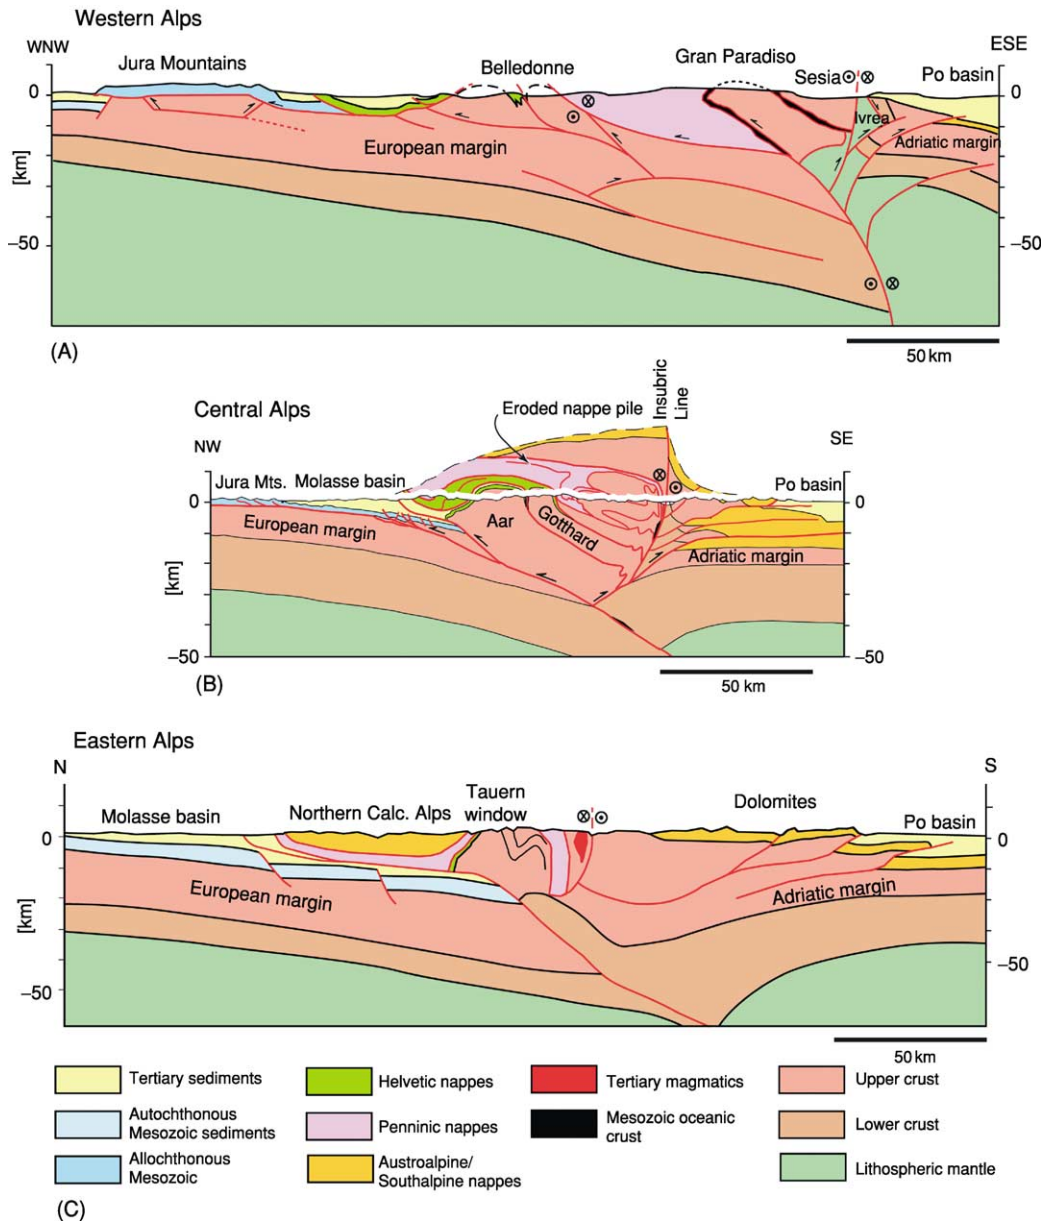 Western Alps
WNW
ESE
Jura Mountains
Belledonne
Gran Paradiso
Sesia
Po basin
0
0
Ivrea
European margin
Adriatic margin
[km]
–50
–50
(A)
50 km
Central Alps
Eroded nappe pile
Insubric
Line
NW
SE
Jura Mts.
Molasse basin
Po basin
0
0
European margin
Aar
Gotthard
Adriatic margin
[km]
–50
–50
(B)
50 km
Eastern Alps
N
S
Molasse basin
Northern Calc. Alps
Tauern
window
Dolomites
Po basin
0
0
European margin
Adriatic margin
[km]
–50
–50
50 km
Tertiary sediments
Autochthonous
Mesozoic sediments
Allochthonous
Mesozoic
Helvetic nappes
Penninic nappes
Austroalpine/
Southalpine nappes
Tertiary magmatics
Mesozoic oceanic
crust
Upper crust
Lower crust
Lithospheric mantle
(C)